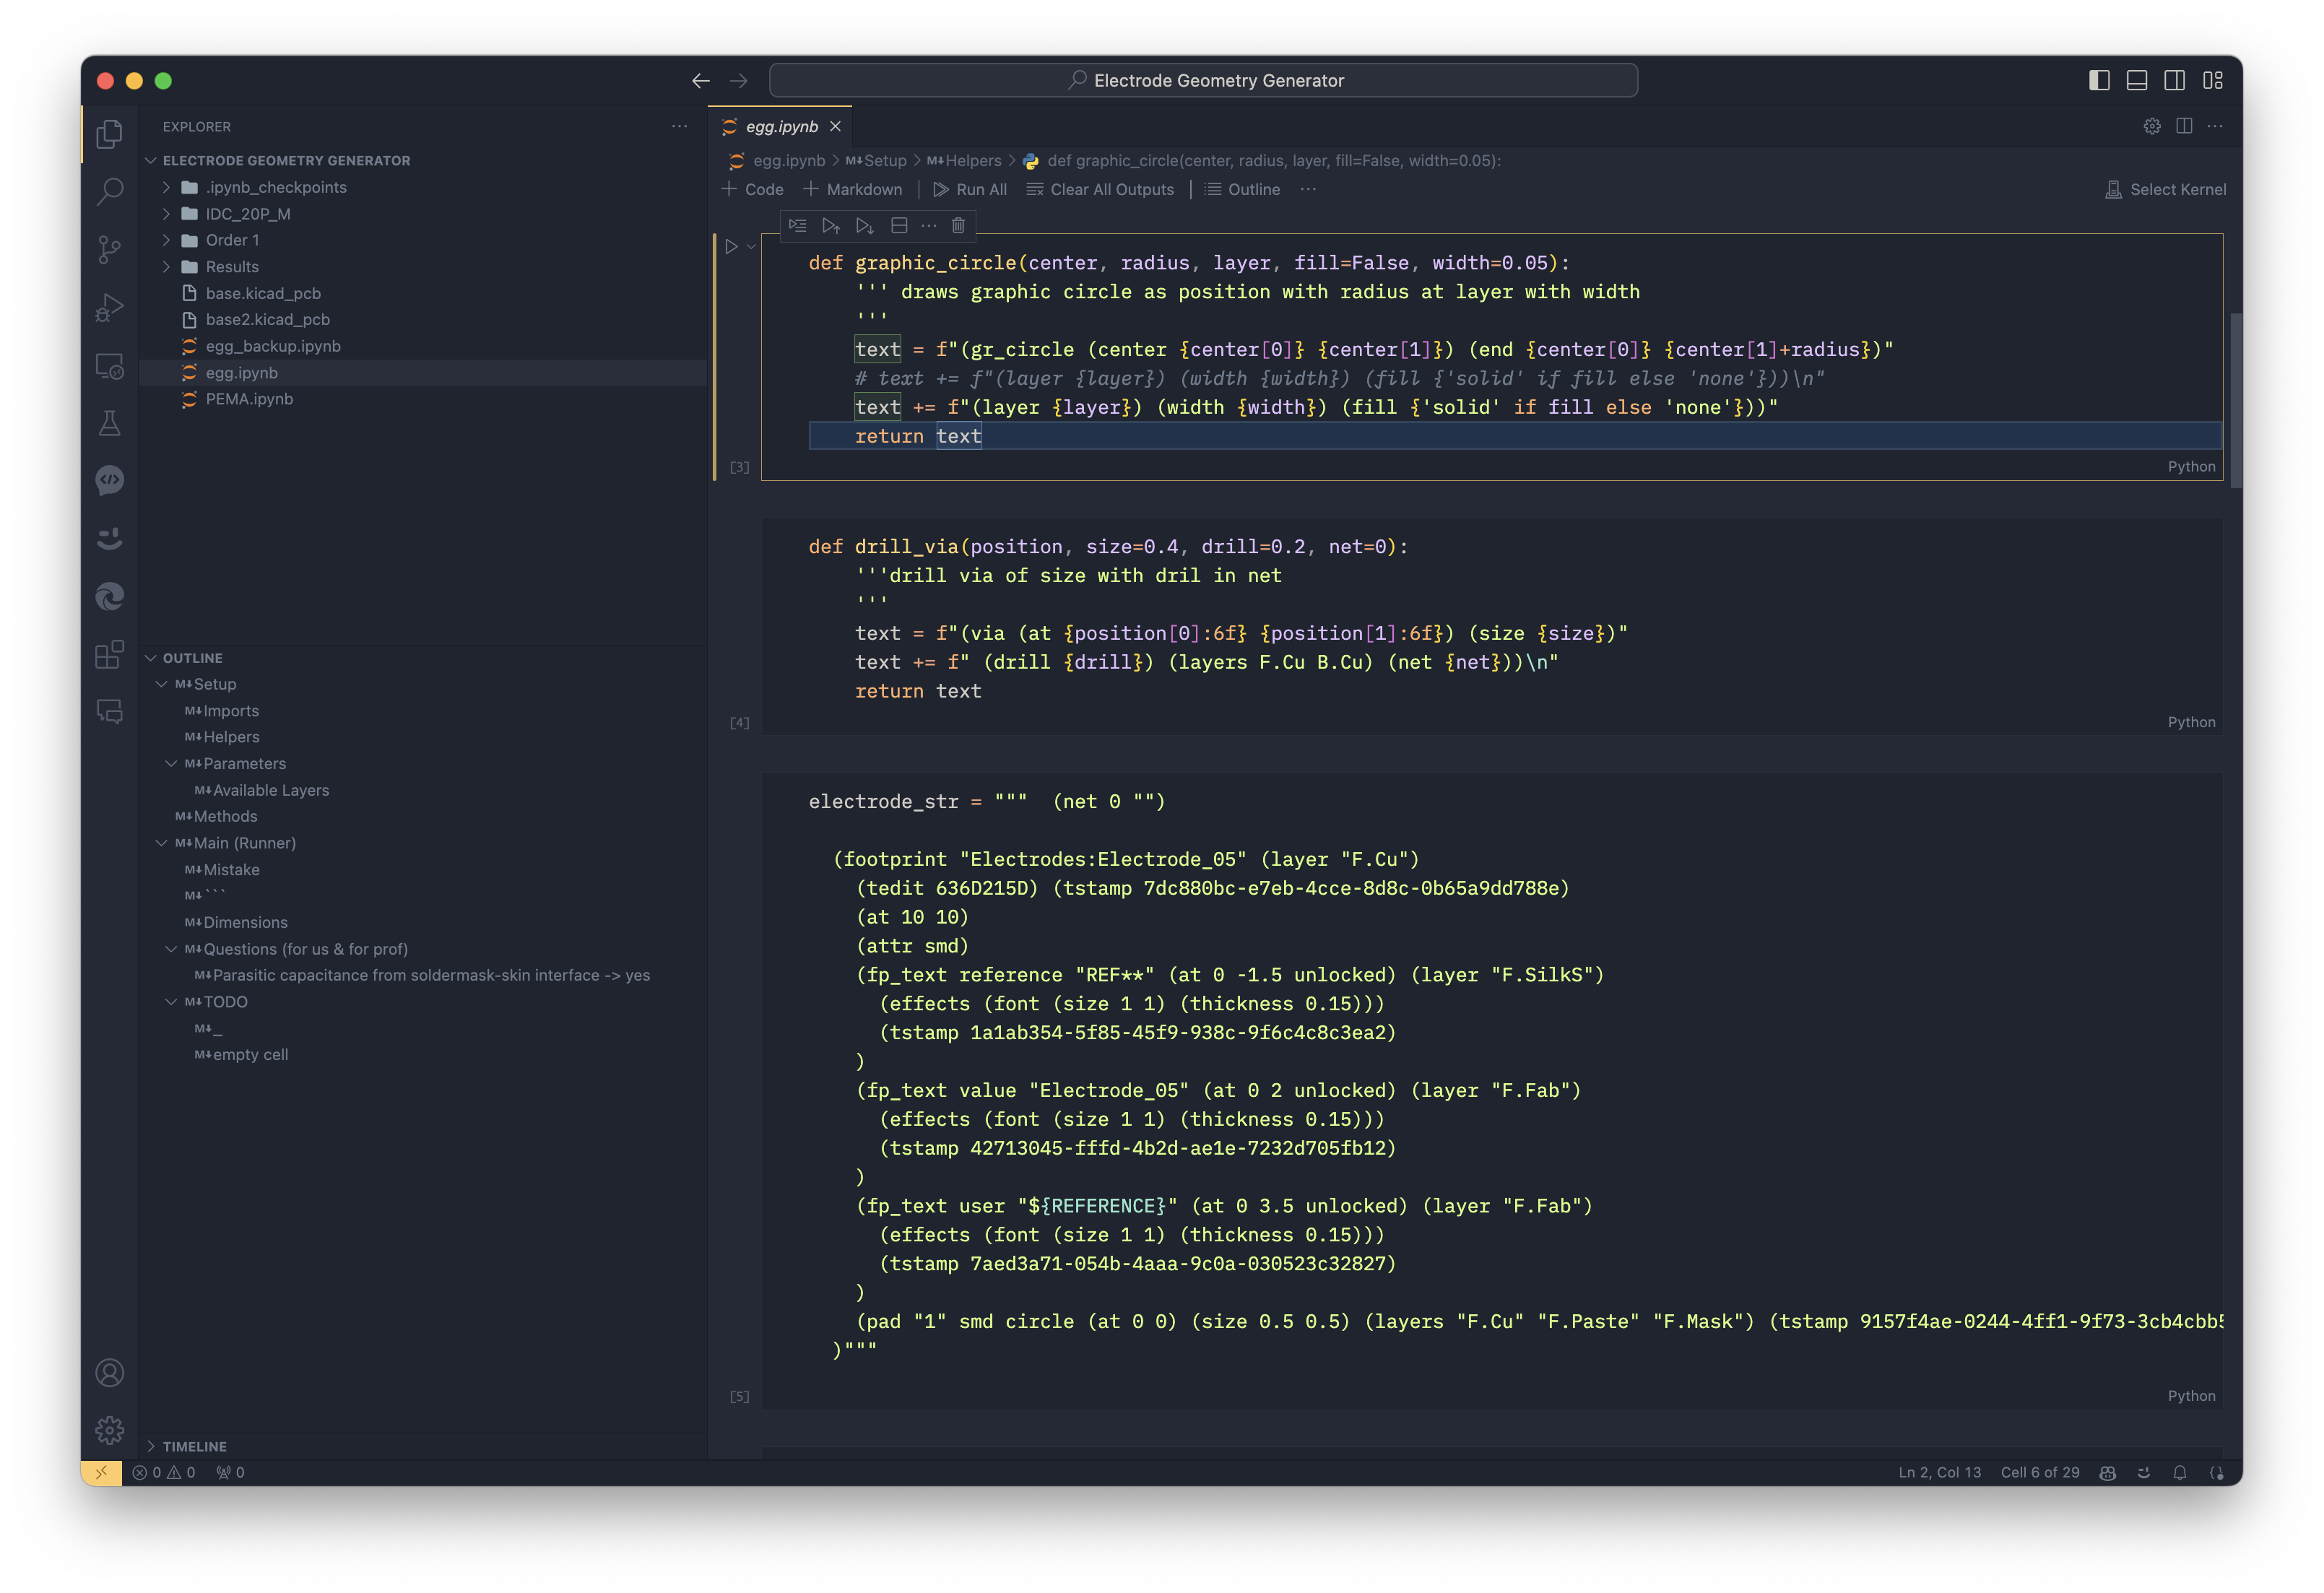 Electrode Geometry Generator
EXPLORER
ELECTRODE GEOMETRY GENERATOR
.ipynb_checkpoints
IDC_20P_M
Order 1
Results
base.kicad_pcb
base2.kicad_pcb
egg_backup.ipynb
egg.ipynb
PEMA.ipynb
OUTLINE
M↓Setup
M↓Imports
M↓Helpers
M↓Parameters
M↓Available Layers
M↓Methods
M↓Main (Runner)
M↓Mistake
M↓```
M↓Dimensions
M↓Questions (for us & for prof)
M↓Parasitic capacitance from soldermask-skin interface -> yes
M↓TODO
M↓_
M↓empty cell
TIMELINE
egg.ipynb
egg.ipynb > M↓Setup > M↓Helpers > def graphic_circle(center, radius, layer, fill=False, width=0.05):
+ Code + Markdown | Run All Clear All Outputs | Outline ... Select Kernel
def graphic_circle(center, radius, layer, fill=False, width=0.05):
    ''' draws graphic circle as position with radius at layer with width
    '''
    text = f"(gr_circle (center {center[0]} {center[1]}) (end {center[0]} {center[1]+radius})"
    # text += f"(layer {layer}) (width {width}) (fill {'solid' if fill else 'none'}))\n"
    text += f"(layer {layer}) (width {width}) (fill {'solid' if fill else 'none'}))"
    return text
[3] Python
def drill_via(position, size=0.4, drill=0.2, net=0):
    '''drill via of size with dril in net
    '''
    text = f"(via (at {position[0]:6f} {position[1]:6f}) (size {size})"
    text += f" (drill {drill}) (layers F.Cu B.Cu) (net {net}))\n"
    return text
[4] Python
electrode_str = """  (net 0 "")
  (footprint "Electrodes:Electrode_05" (layer "F.Cu")
    (tedit 636D215D) (tstamp 7dc880bc-e7eb-4cce-8d8c-0b65a9dd788e)
    (at 10 10)
    (attr smd)
    (fp_text reference "REF**" (at 0 -1.5 unlocked) (layer "F.SilkS")
      (effects (font (size 1 1) (thickness 0.15)))
      (tstamp 1a1ab354-5f85-45f9-938c-9f6c4c8c3ea2)
    )
    (fp_text value "Electrode_05" (at 0 2 unlocked) (layer "F.Fab")
      (effects (font (size 1 1) (thickness 0.15)))
      (tstamp 42713045-fffd-4b2d-ae1e-7232d705fb12)
    )
    (fp_text user "${REFERENCE}" (at 0 3.5 unlocked) (layer "F.Fab")
      (effects (font (size 1 1) (thickness 0.15)))
      (tstamp 7aed3a71-054b-4aaa-9c0a-030523c32827)
    )
    (pad "1" smd circle (at 0 0) (size 0.5 0.5) (layers "F.Cu" "F.Paste" "F.Mask") (tstamp 9157f4ae-0244-4ff1-9f73-3cb4cbb5
  )"""
[5] Python
0 0 0
Ln 2, Col 13 Cell 6 of 29